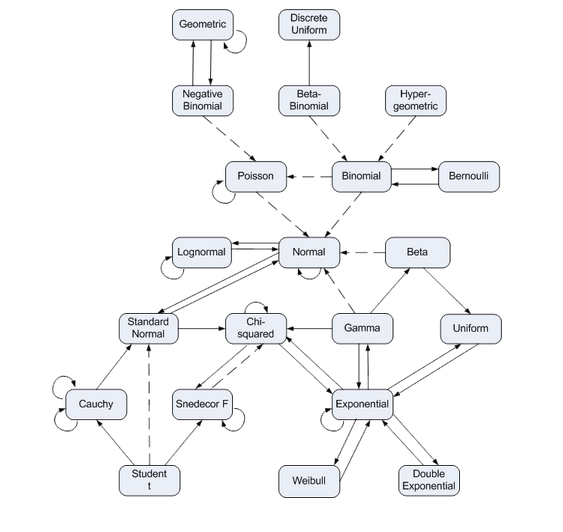 Geometric
Discrete
Uniform
Negative
Binomial
Beta-
Binomial
Hyper-
geometric
Poisson
Binomial
Bernoulli
Lognormal
Normal
Beta
Standard
Normal
Chi-
squared
Gamma
Uniform
Cauchy
Snedecor F
Exponential
Student
t
Weibull
Double
Exponential